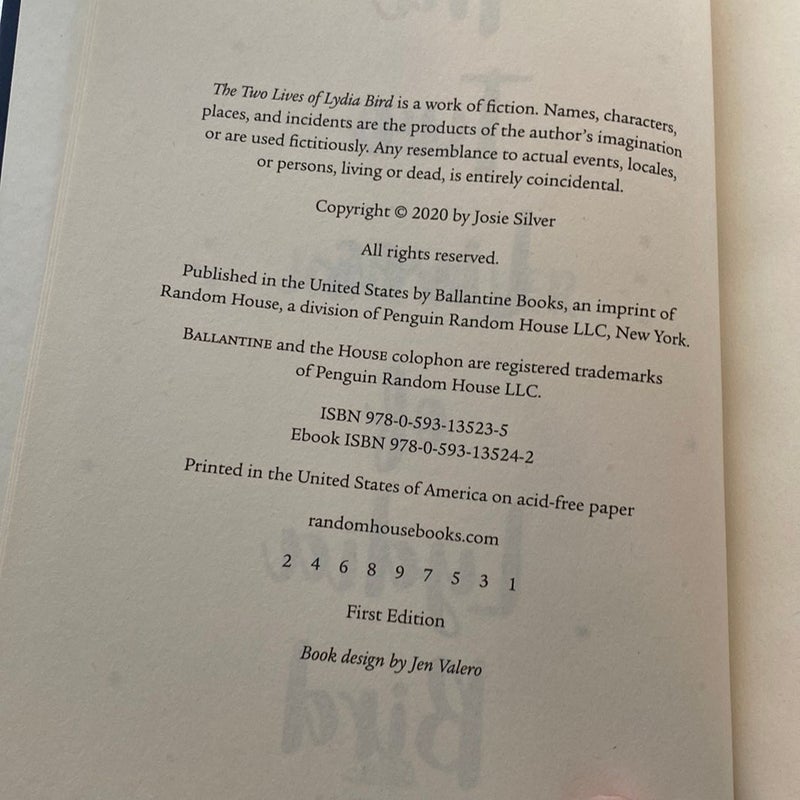 The Two Lives of Lydia Bird is a work of fiction. Names, characters,
places, and incidents are the products of the author's imagination
or are used fictitiously. Any resemblance to actual events, locales,
or persons, living or dead, is entirely coincidental.
Copyright © 2020 by Josie Silver
All rights reserved.
Published in the United States by Ballantine Books, an imprint of
Random House, a division of Penguin Random House LLC, New York.
BALLANTINE and the HOUSE colophon are registered trademarks
of Penguin Random House LLC.
ISBN 978-0-593-13523-5
Ebook ISBN 978-0-593-13524-2
Printed in the United States of America on acid-free paper
randomhousebooks.com
2 4 6 8 9 7 5 3 1
First Edition
Book design by Jen Valero